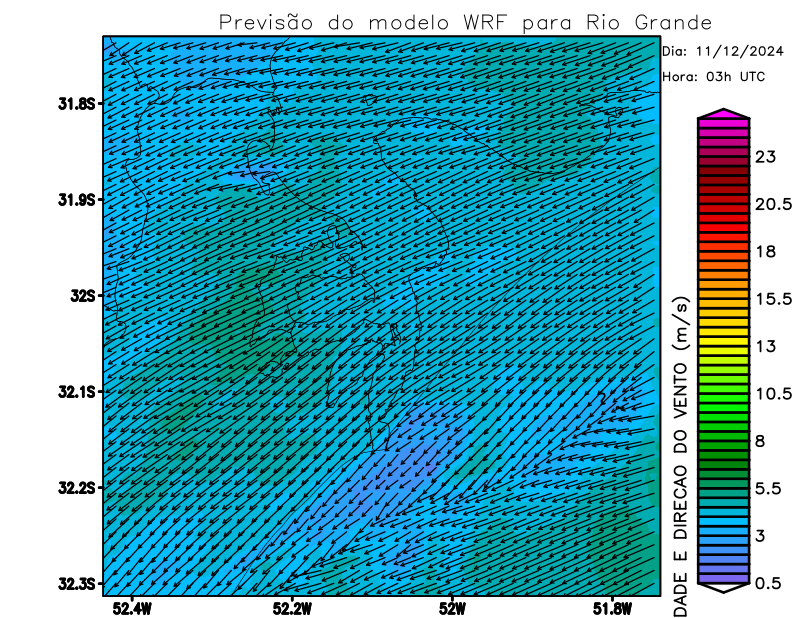 Previsão do modelo WRF para Rio Grande
Dia: 11/12/2024
Hora: 03h UTC
31.8S
31.9S
32S
32.1S
32.2S
32.3S
52.4W
52.2W
52W
51.8W
23
20.5
18
15.5
13
10.5
8
5.5
3
0.5
DADE E DIRECAO DO VENTO (m/s)